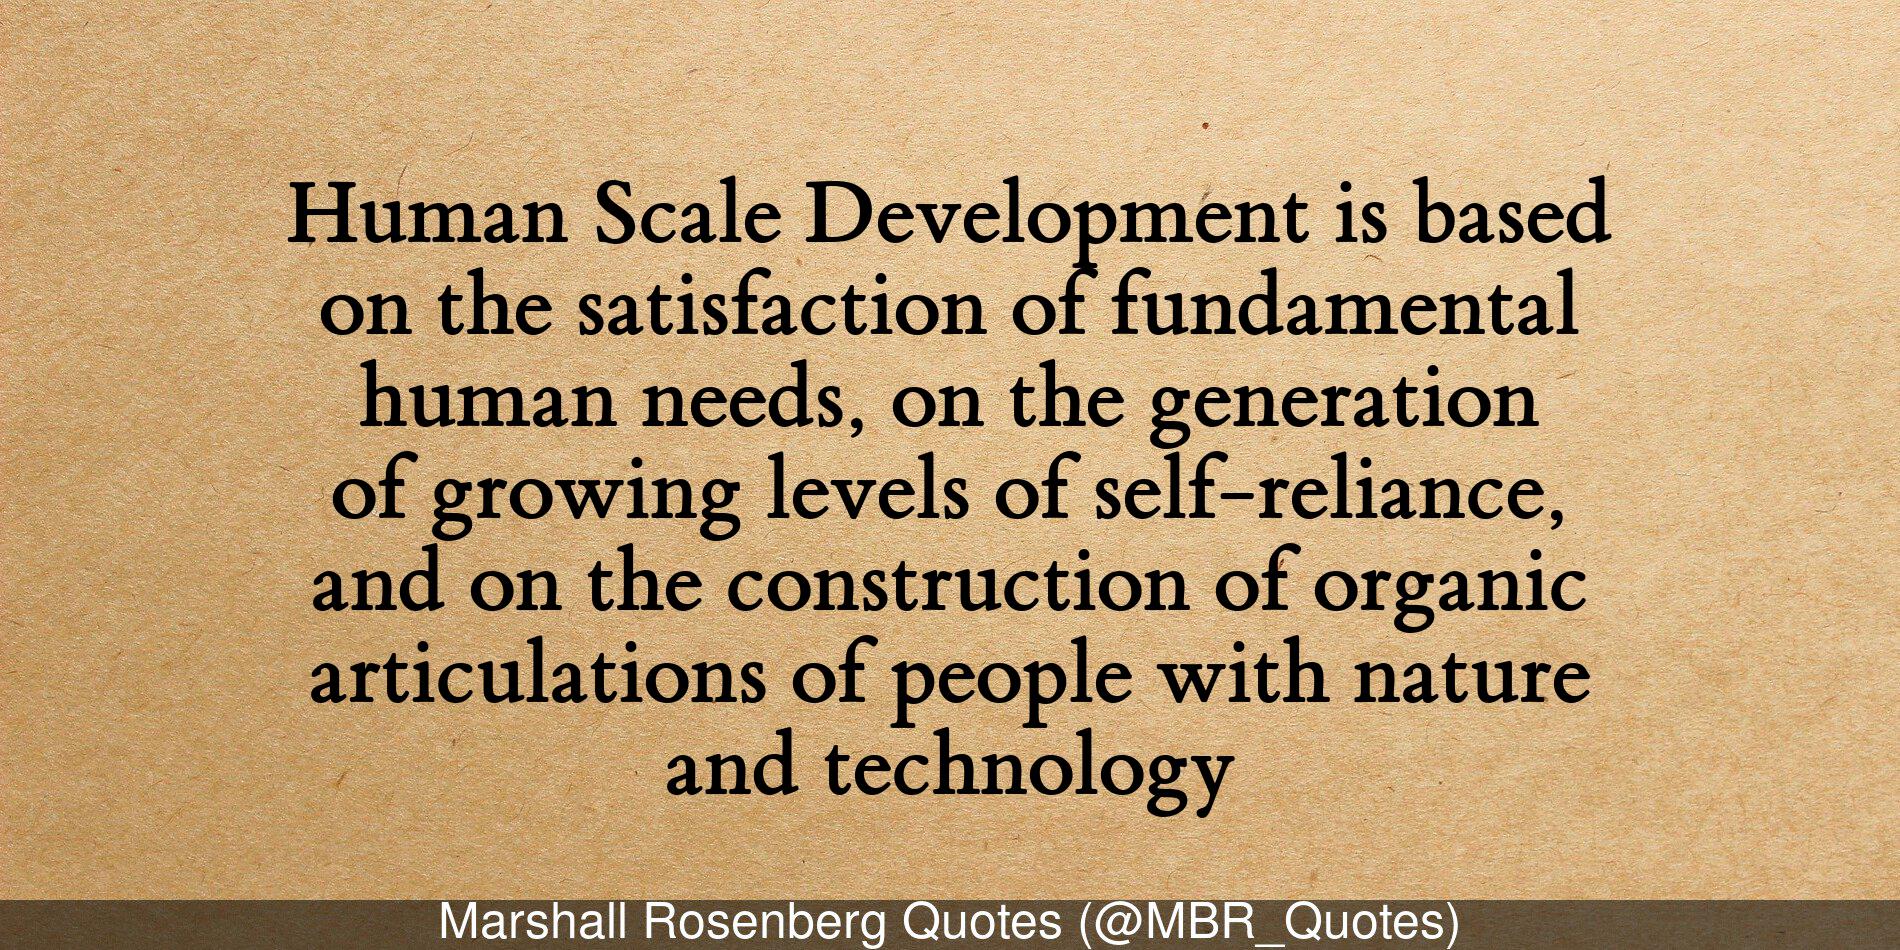 Human Scale Development is based
on the satisfaction of fundamental
human needs, on the generation
of growing levels of self-reliance,
and on the construction of organic
articulations of people with nature
and technology
Marshall Rosenberg Quotes (@MBR_Quotes)